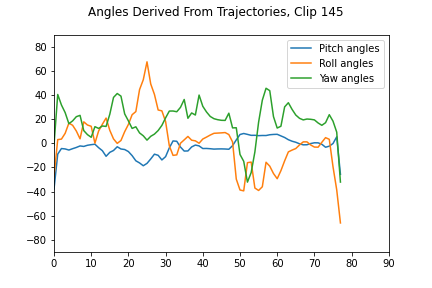 Angles Derived From Trajectories, Clip 145
Pitch angles
Roll angles
Yaw angles
80
60
40
20
0
−20
−40
−60
−80
0 10 20 30 40 50 60 70 80 90